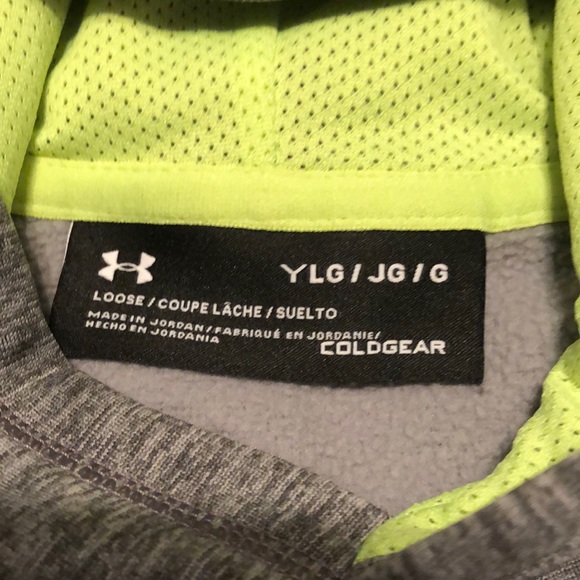 YLG / JG / G
LOOSE / COUPE LÂCHE / SUELTO
MADE IN JORDAN / FABRIQUÉ EN JORDANIE /
HECHO EN JORDANIA
COLDGEAR